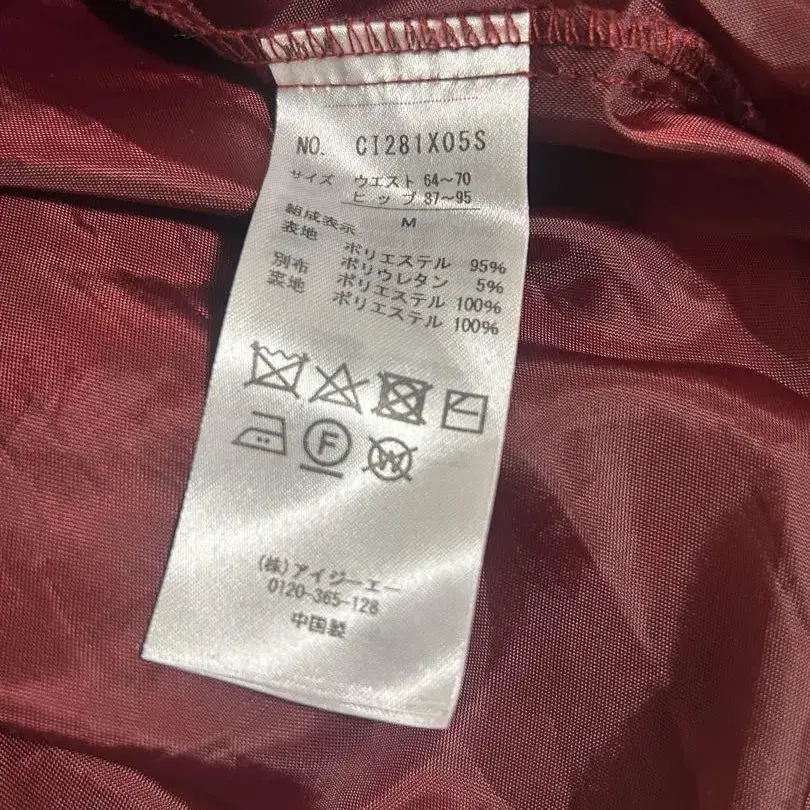 NO. CI281X05S
サイズ ウエスト 64～70
ヒップ 87～95
M
組成表示
表地 ポリエステル 95%
ポリウレタン 5%
別布 ポリエステル 100%
裏地 ポリエステル 100%
F
W
(株)アイジーエー
0120-365-128
中国製